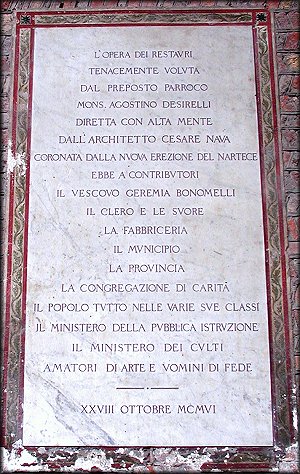 L'OPERA DEI RESTAVRI
TENACEMENTE VOLVTA
DAL PREPOSTO PARROCO
MONS. AGOSTINO DESIRELLI
DIRETTA CON ALTA MENTE
DALL'ARCHITETTO CESARE NAVA
CORONATA DALLA NVOVA EREZIONE DEL NARTECE
EBBE A CONTRIBVTORI
IL VESCOVO GEREMIA BONOMELLI
IL CLERO E LE SVORE
LA FABBRICERIA
IL MVNICIPIO
LA PROVINCIA
LA CONGREGAZIONE DI CARITÀ
IL POPOLO TVTTO NELLE VARIE SVE CLASSI
IL MINISTERO DELLA PVBBLICA ISTRVZIONE
IL MINISTERO DEI CVLTI
AMATORI DI ARTE E VOMINI DI FEDE
XXVIII OTTOBRE MCMVI